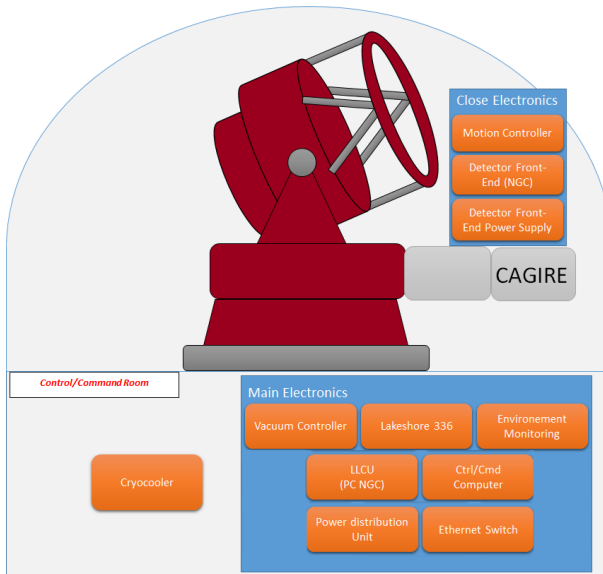 Close Electronics
Motion Controller
Detector Front-
End (NGC)
Detector Front-
End Power Supply
CAGIRE
Control/Command Room
Main Electronics
Vacuum Controller
Lakeshore 336
Environement
Monitoring
Cryocooler
LLCU
(PC NGC)
Ctrl/Cmd
Computer
Power distribution
Unit
Ethernet Switch